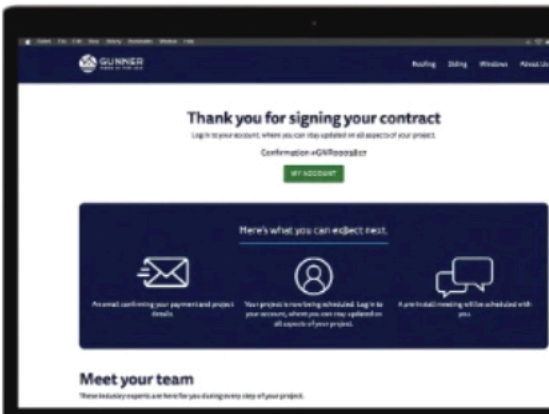 GUNNER
Roofing Siding Windows About Us
Thank you for signing your contract
Log in to your account, where you can stay updated on all aspects of your project.
Confirmation
MY ACCOUNT
Here's what you can expect next.
An email confirming your payment and project
details.
Your project is now being scheduled. Log in to
your account, where you can stay updated on
all aspects of your project.
A pre-install meeting will be scheduled with
you.
Meet your team
These industry experts are here for you during every step of your project.